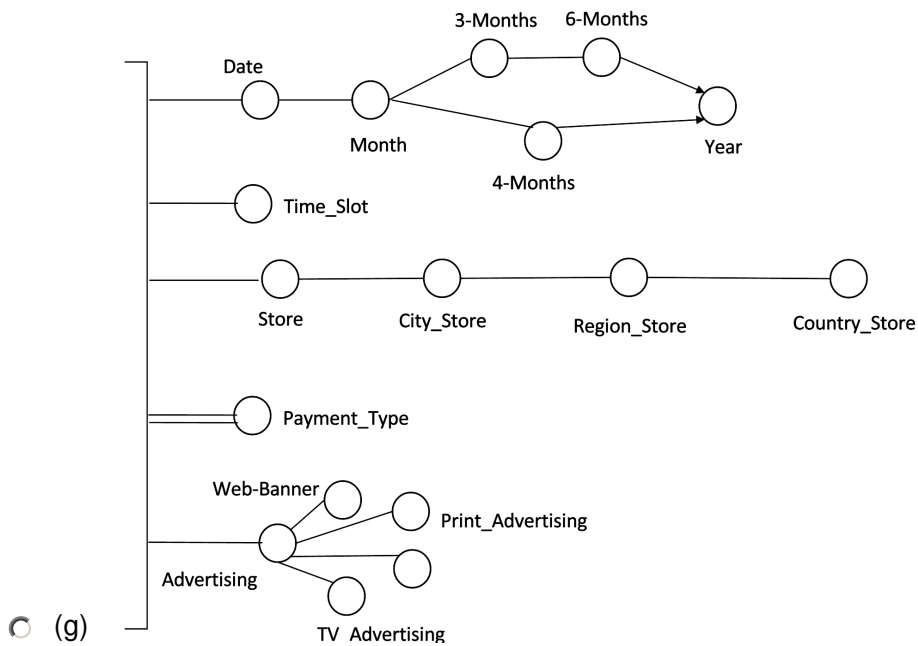 3-Months 6-Months
Date
Month
Year
4-Months
Time_Slot
Store
City_Store
Region_Store
Country_Store
Payment_Type
Web-Banner
Print_Advertising
Advertising
TV_Advertising
(g)